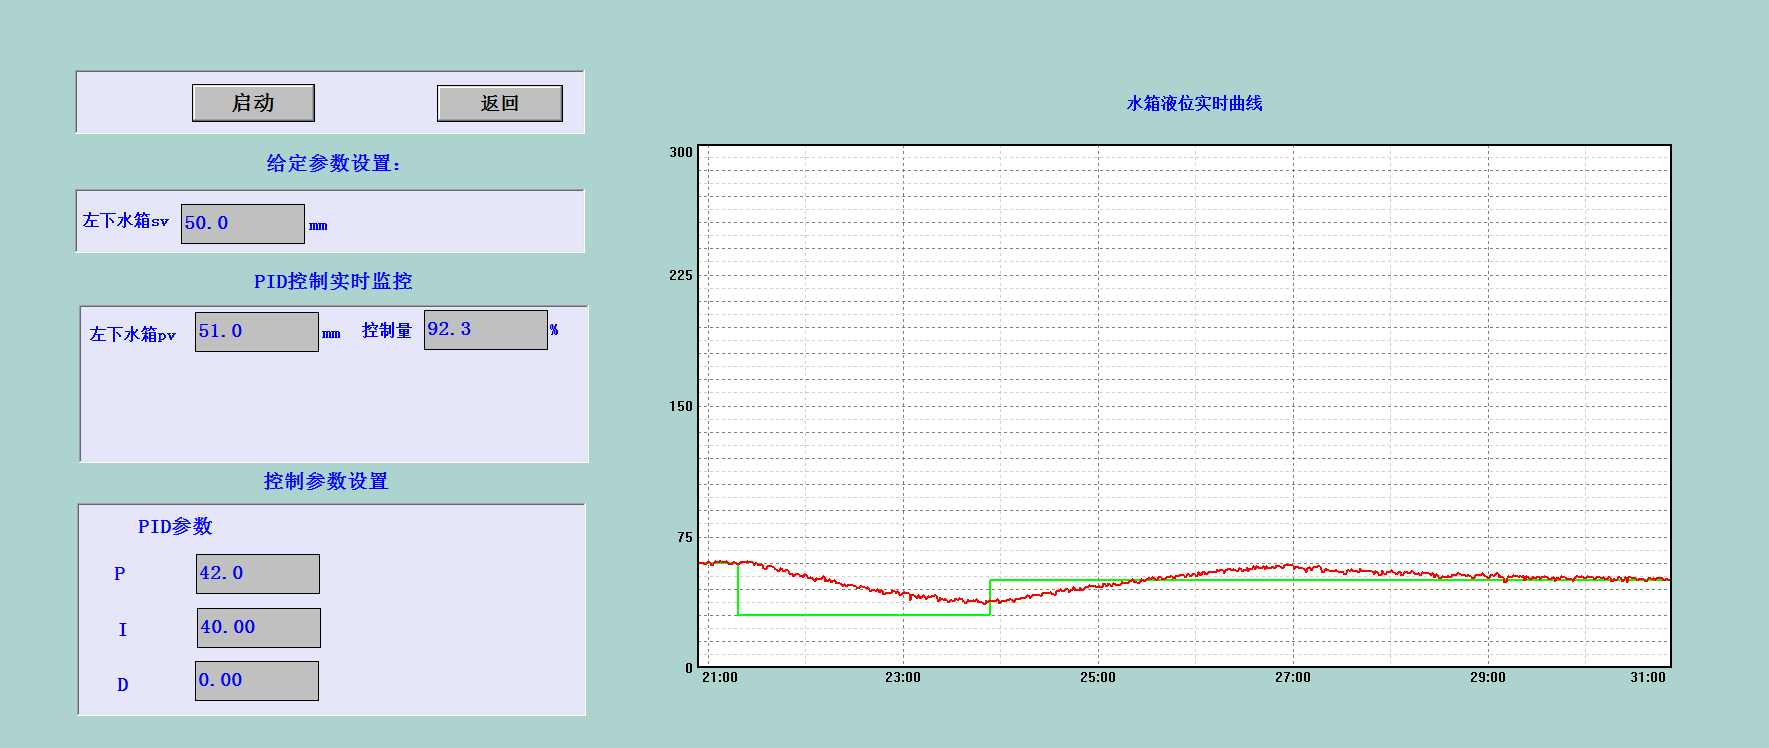 启动 返回
给定参数设置:
左下水箱sv 50.0 mm
PID控制实时监控
左下水箱pv 51.0 mm 控制量 92.3 %
控制参数设置
PID参数
P 42.0
I 40.00
D 0.00
水箱液位实时曲线
300
225
150
75
0
21:00 23:00 25:00 27:00 29:00 31:00